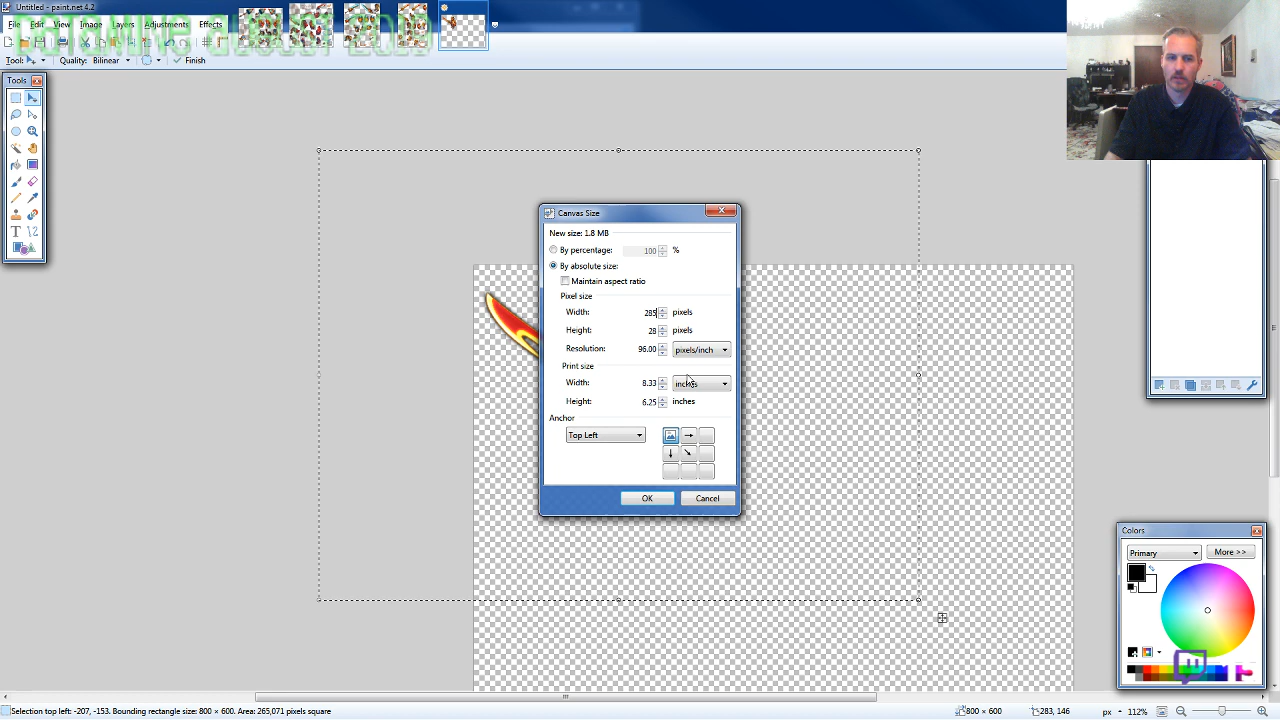 Untitled - paint.net 4.2
File Edit View Image Layers Adjustments Effects
Tool: Quality: Bilinear Finish
Tools
Canvas Size
New size: 1.8 MB
By percentage: 100 %
By absolute size:
Maintain aspect ratio
Pixel size
Width: 285 pixels
Height: 28 pixels
Resolution: 96.00 pixels/inch
Print size
Width: 8.33 inches
Height: 6.25 inches
Anchor
Top Left
OK Cancel
Colors
Primary More >>
Selection top left: -207, -153. Bounding rectangle size: 800 × 600. Area: 265,071 pixels square
800 × 600 283, 146 px 112%